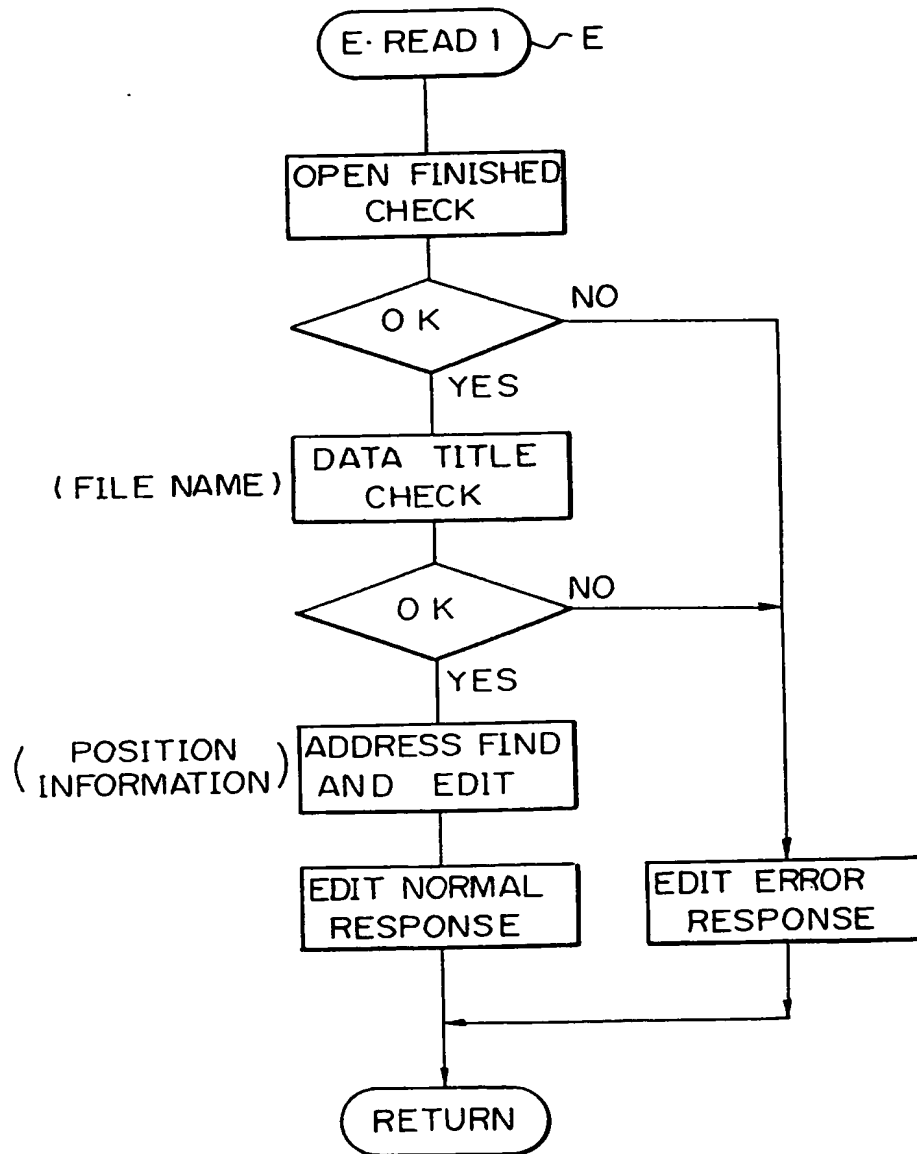 E·READ 1
E
OPEN FINISHED
CHECK
OK
NO
YES
(FILE NAME)
DATA TITLE
CHECK
OK
NO
YES
(POSITION
INFORMATION)
ADDRESS FIND
AND EDIT
EDIT NORMAL
RESPONSE
EDIT ERROR
RESPONSE
RETURN